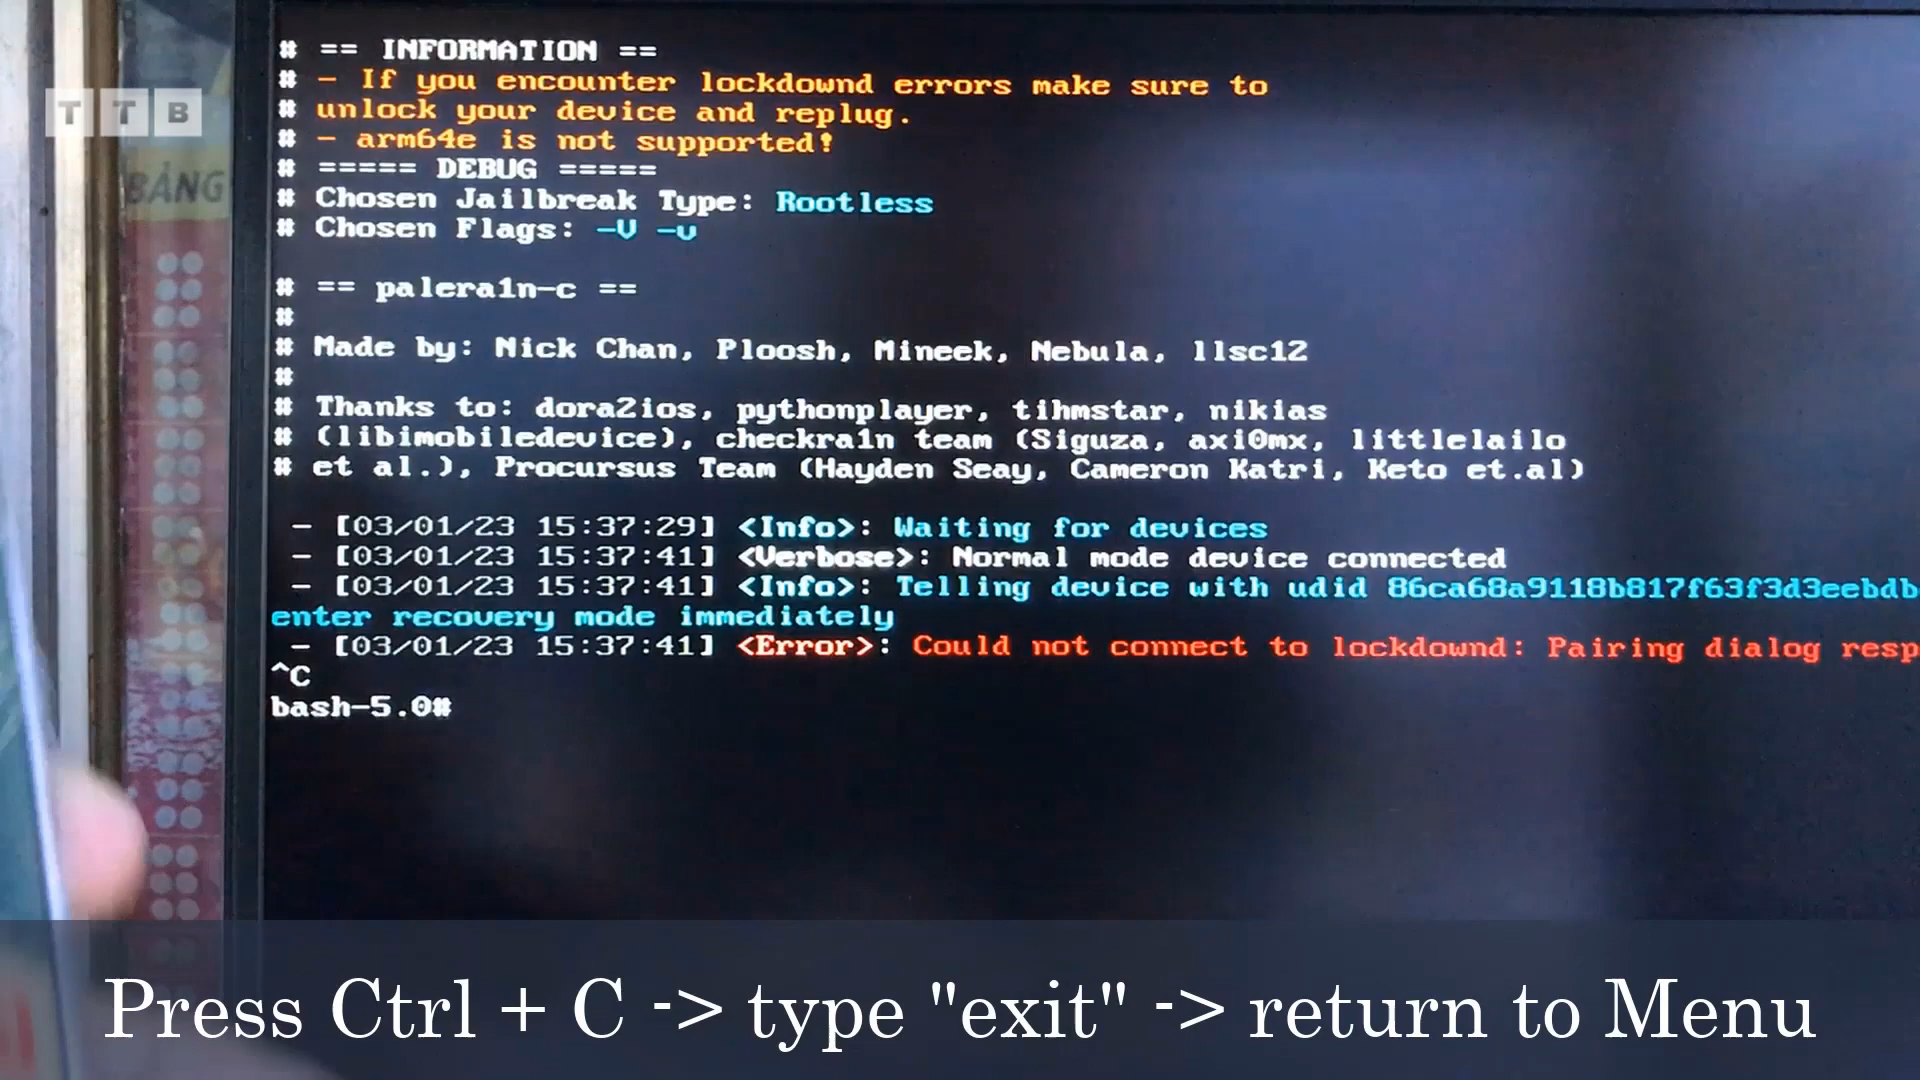 # == INFORMATION ==
# - If you encounter lockdownd errors make sure to
# unlock your device and replug.
# - arm64e is not supported!
# ===== DEBUG =====
# Chosen Jailbreak Type: Rootless
# Chosen Flags: -V -v
# == palera1n-c ==
#
# Made by: Nick Chan, Ploosh, Mineek, Nebula, llsc12
#
# Thanks to: dora2ios, pythonplayer, tihmstar, nikias
# (libimobiledevice), checkra1n team (Siguza, axi0mx, littlelailo
# et al.), Procursus Team (Hayden Seay, Cameron Katri, Keto et.al)
- [03/01/23 15:37:29] <Info>: Waiting for devices
- [03/01/23 15:37:41] <Verbose>: Normal mode device connected
- [03/01/23 15:37:41] <Info>: Telling device with udid 86ca68a9118b817f63f3d3eebdb
enter recovery mode immediately
- [03/01/23 15:37:41] <Error>: Could not connect to lockdownd: Pairing dialog resp
^C
bash-5.0#
TTB
BẢNG
Press Ctrl + C -> type "exit" -> return to Menu